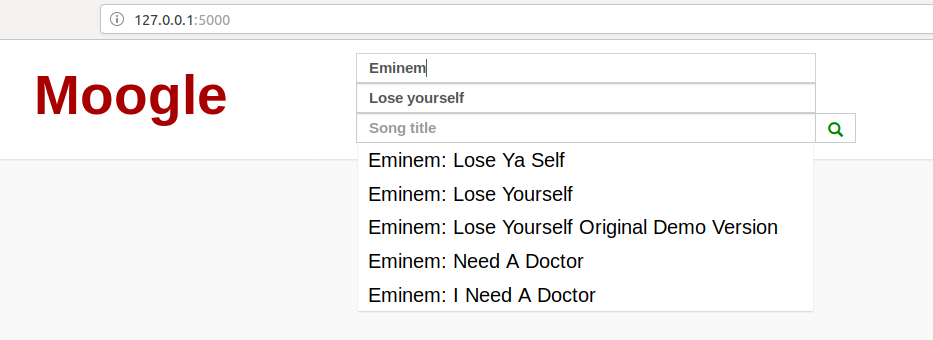 127.0.0.1:5000
Moogle
Eminem
Lose yourself
Song title
Eminem: Lose Ya Self
Eminem: Lose Yourself
Eminem: Lose Yourself Original Demo Version
Eminem: Need A Doctor
Eminem: I Need A Doctor